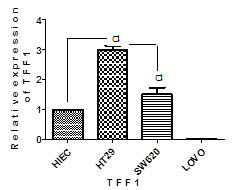 Relative expression
of TFF1
4
3
2
1
0
a
a
HIEC
HT29
SW620
LOVO
TFF1